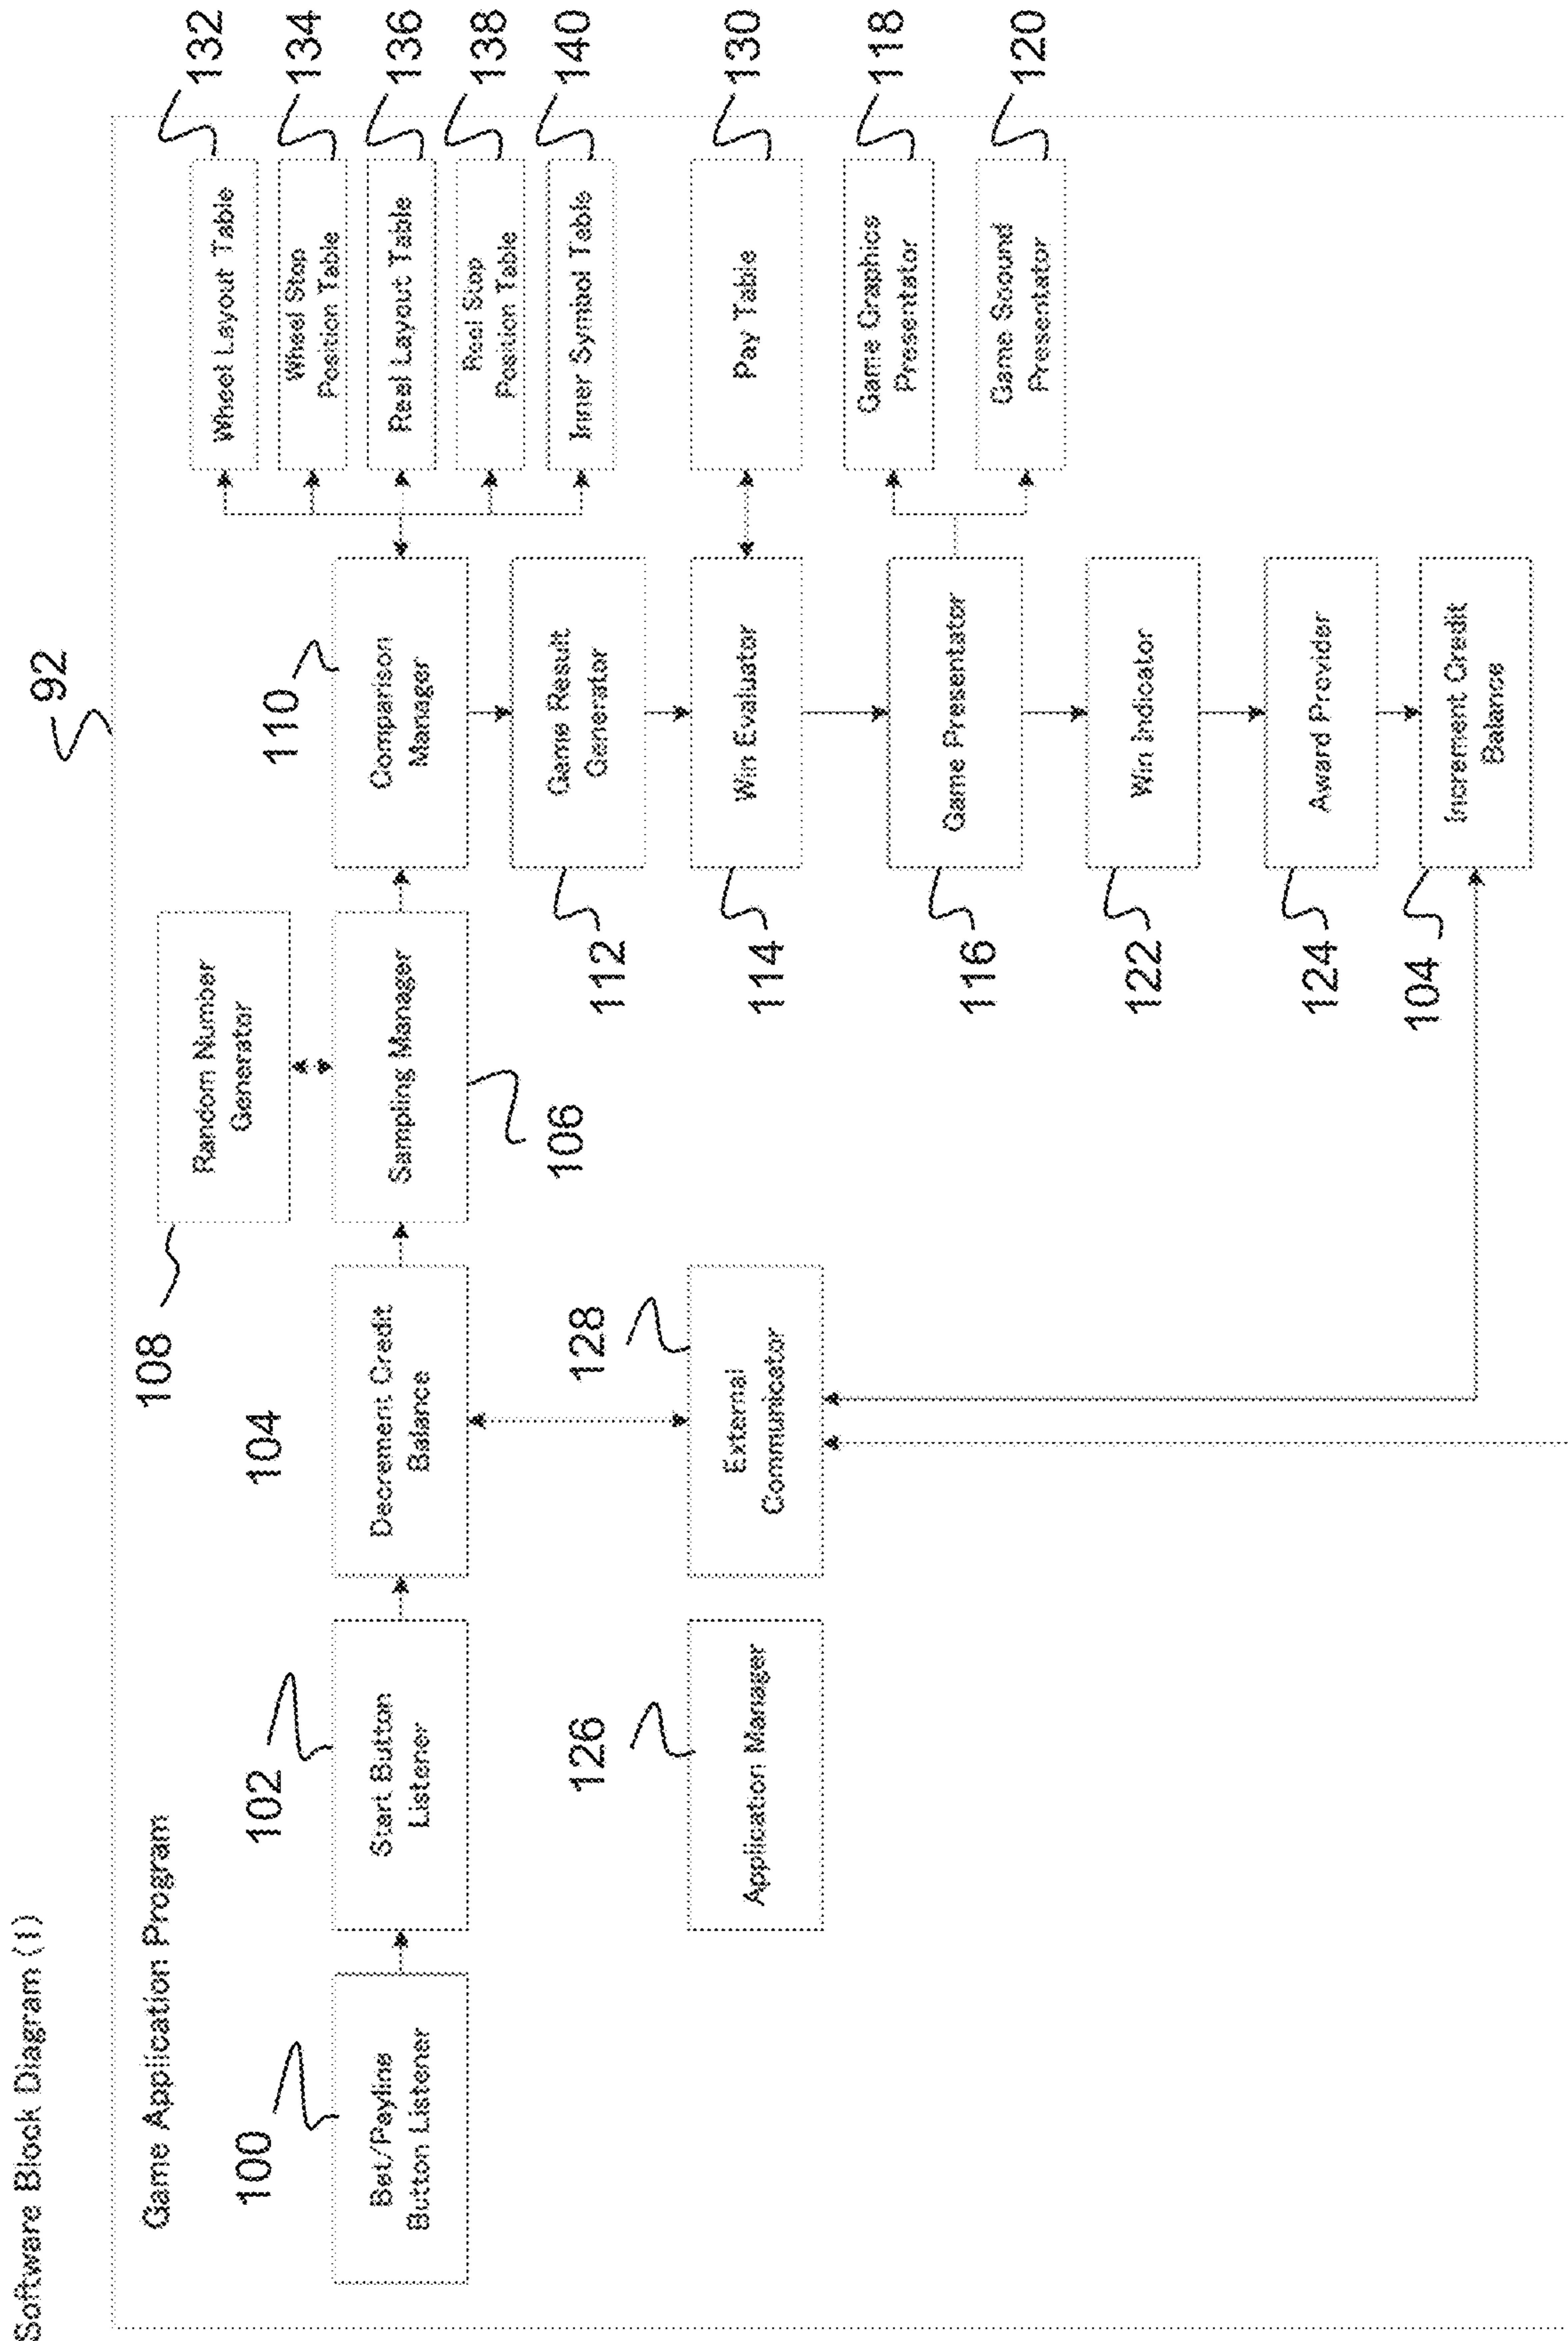 Software Block Diagram (1)
92
Game Application Program
108
Random Number
Generator
Wheel Layout Table
132
Wheel Stop
Position Table
134
100
Bet/Payline
Button Listener
102
Start Button
Listener
104
Decrement Credit
Balance
Sampling Manager
106
110
Comparison
Manager
Reel Layout Table
136
Reel Stop
Position Table
138
Inner Symbol Table
140
112
Game Result
Generator
126
Application Manager
128
External
Communicator
114
Win Evaluator
Pay Table
130
116
Game Presentator
Game Graphics
Presentator
118
Game Sound
Presentator
120
122
Win Indicator
124
Award Provider
104
Increment Credit
Balance